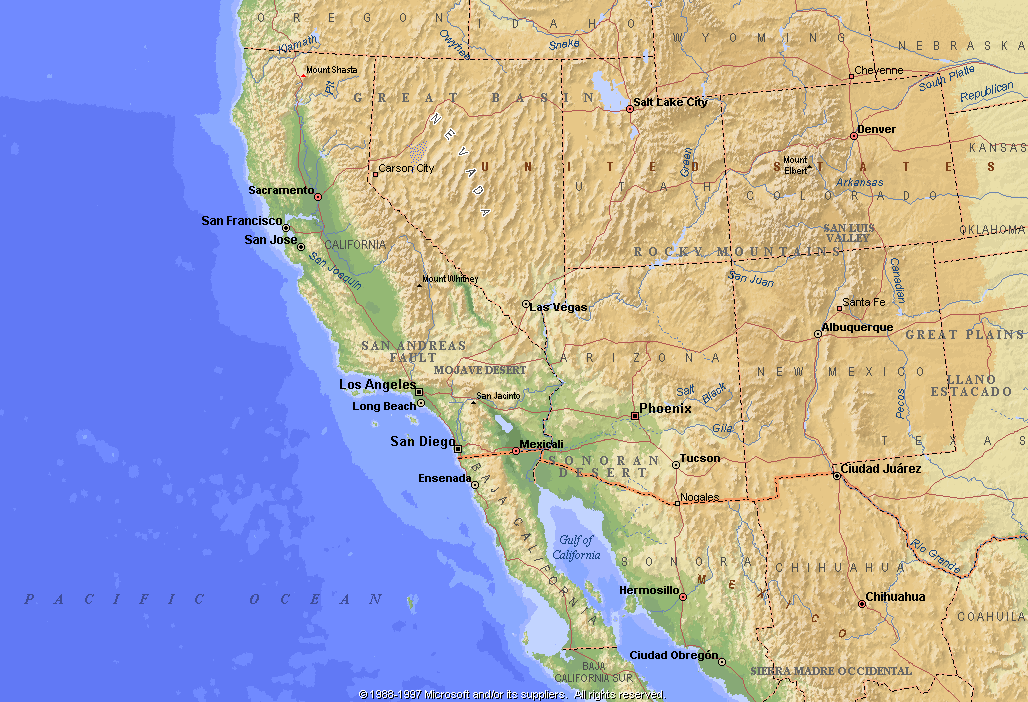 OREGON
IDAHO
WYOMING
NEBRASKA
Klamath
Owyhee
Snake
Mount Shasta
Pit
Cheyenne
South Platte
Republican
GREAT BASIN
Salt Lake City
NEVADA
Denver
KANSAS
Carson City
Green
UNITED STATES
Mount
Elbert
Arkansas
Sacramento
UTAH
COLORADO
San Francisco
San Jose
CALIFORNIA
SAN LUIS
VALLEY
OKLAHOMA
San Joaquin
ROCKY MOUNTAINS
Mount Whitney
San Juan
Canadian
Las Vegas
Santa Fe
Albuquerque
GREAT PLAINS
SAN ANDREAS
FAULT
MOJAVE DESERT
ARIZONA
NEW MEXICO
LLANO
ESTACADO
Los Angeles
San Jacinto
Salt
Black
Pecos
Long Beach
Phoenix
Gila
San Diego
Mexicali
TEXAS
SONORAN
DESERT
Tucson
Ciudad Juárez
Ensenada
BAJA CALIFORNIA
Nogales
Gulf of
California
Rio Grande
SONORA
CHIHUAHUA
MEXICO
Hermosillo
Chihuahua
PACIFIC OCEAN
COAHUILA
Ciudad Obregón
BAJA
CALIFORNIA SUR
SIERRA MADRE OCCIDENTAL
©1988-1997 Microsoft and/or its suppliers. All rights reserved.